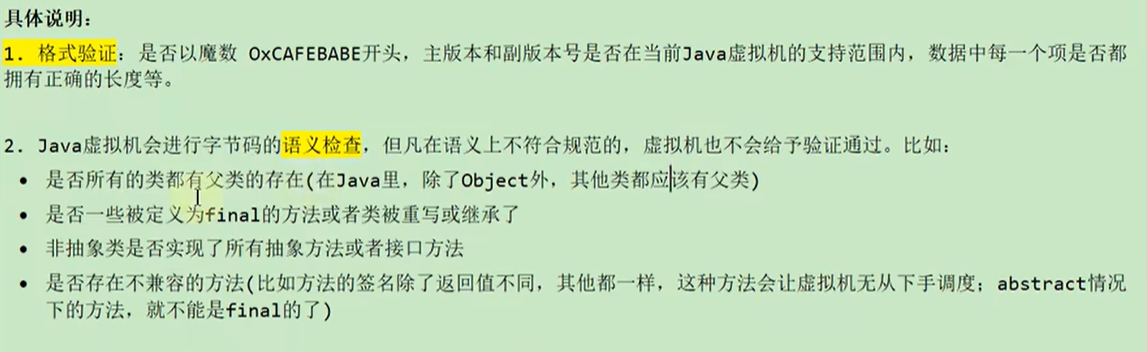 具体说明：
1. 格式验证：是否以魔数 OxCAFEBABE开头，主版本和副版本号是否在当前Java虚拟机的支持范围内，数据中每一个项是否都
拥有正确的长度等。
2. Java虚拟机会进行字节码的语义检查，但凡在语义上不符合规范的，虚拟机也不会给予验证通过。比如：
• 是否所有的类都有父类的存在(在Java里，除了Object外，其他类都应该有父类)
• 是否一些被定义为final的方法或者类被重写或继承了
• 非抽象类是否实现了所有抽象方法或者接口方法
• 是否存在不兼容的方法(比如方法的签名除了返回值不同，其他都一样，这种方法会让虚拟机无从下手调度；abstract情况
下的方法，就不能是final的了)